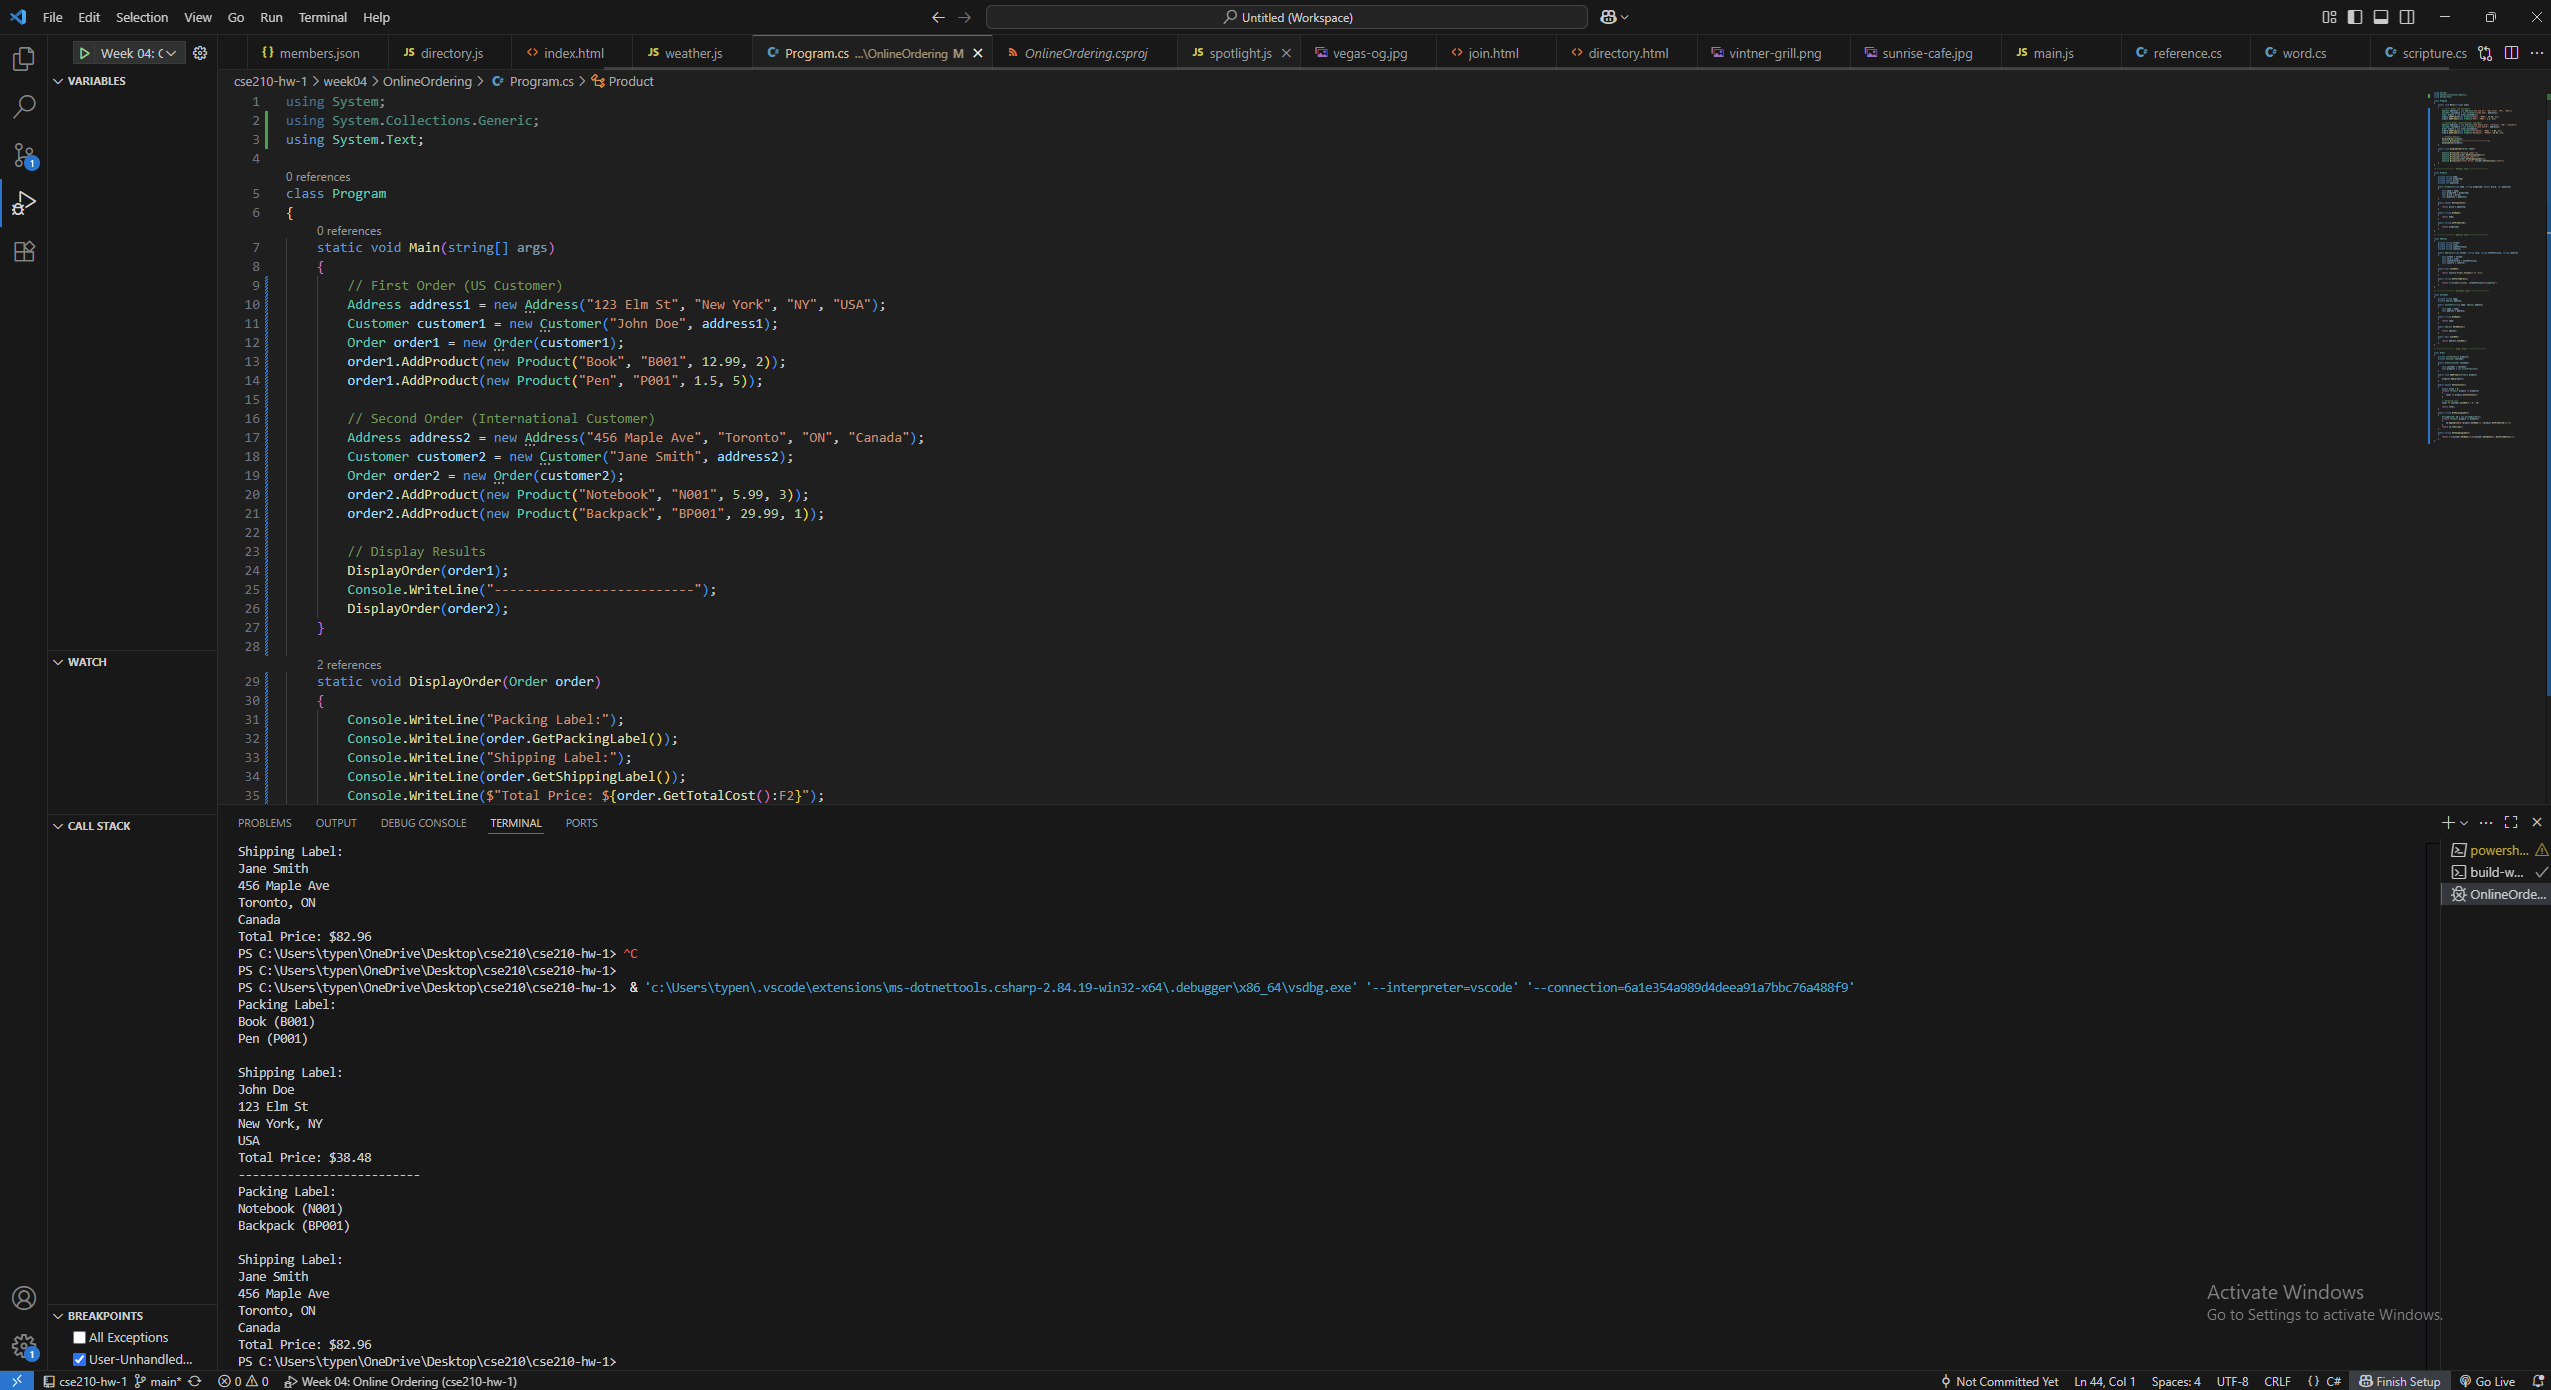 File Edit Selection View Go Run Terminal Help
Untitled (Workspace)
Week 04: C
members.json directory.js index.html weather.js Program.cs ...\OnlineOrdering M OnlineOrdering.csproj spotlight.js vegas-og.jpg join.html directory.html vintner-grill.png sunrise-cafe.jpg main.js reference.cs word.cs scripture.cs
VARIABLES
cse210-hw-1 > week04 > OnlineOrdering > Program.cs > Product
1 using System;
2 using System.Collections.Generic;
3 using System.Text;
4
0 references
5 class Program
6 {
0 references
7 static void Main(string[] args)
8 {
9 // First Order (US Customer)
10 Address address1 = new Address("123 Elm St", "New York", "NY", "USA");
11 Customer customer1 = new Customer("John Doe", address1);
12 Order order1 = new Order(customer1);
13 order1.AddProduct(new Product("Book", "B001", 12.99, 2));
14 order1.AddProduct(new Product("Pen", "P001", 1.5, 5));
15
16 // Second Order (International Customer)
17 Address address2 = new Address("456 Maple Ave", "Toronto", "ON", "Canada");
18 Customer customer2 = new Customer("Jane Smith", address2);
19 Order order2 = new Order(customer2);
20 order2.AddProduct(new Product("Notebook", "N001", 5.99, 3));
21 order2.AddProduct(new Product("Backpack", "BP001", 29.99, 1));
22
23 // Display Results
24 DisplayOrder(order1);
25 Console.WriteLine("--------------------------");
26 DisplayOrder(order2);
27 }
28
2 references
29 static void DisplayOrder(Order order)
30 {
31 Console.WriteLine("Packing Label:");
32 Console.WriteLine(order.GetPackingLabel());
33 Console.WriteLine("Shipping Label:");
34 Console.WriteLine(order.GetShippingLabel());
35 Console.WriteLine($"Total Price: ${order.GetTotalCost():F2}");
WATCH
CALL STACK
BREAKPOINTS
All Exceptions
User-Unhandled...
PROBLEMS OUTPUT DEBUG CONSOLE TERMINAL PORTS
powersh...
build-w...
OnlineOrde...
Shipping Label:
Jane Smith
456 Maple Ave
Toronto, ON
Canada
Total Price: $82.96
PS C:\Users\typen\OneDrive\Desktop\cse210\cse210-hw-1> ^C
PS C:\Users\typen\OneDrive\Desktop\cse210\cse210-hw-1>
PS C:\Users\typen\OneDrive\Desktop\cse210\cse210-hw-1> & 'c:\Users\typen\.vscode\extensions\ms-dotnettools.csharp-2.84.19-win32-x64\.debugger\x86_64\vsdbg.exe' '--interpreter=vscode' '--connection=6a1e354a989d4deea91a7bbc76a488f9'
Packing Label:
Book (B001)
Pen (P001)

Shipping Label:
John Doe
123 Elm St
New York, NY
USA
Total Price: $38.48
--------------------------
Packing Label:
Notebook (N001)
Backpack (BP001)

Shipping Label:
Jane Smith
456 Maple Ave
Toronto, ON
Canada
Total Price: $82.96
PS C:\Users\typen\OneDrive\Desktop\cse210\cse210-hw-1>
Activate Windows
Go to Settings to activate Windows.
cse210-hw-1 main* 0 0 Week 04: Online Ordering (cse210-hw-1) Not Committed Yet Ln 44, Col 1 Spaces: 4 UTF-8 CRLF {} C# Finish Setup Go Live